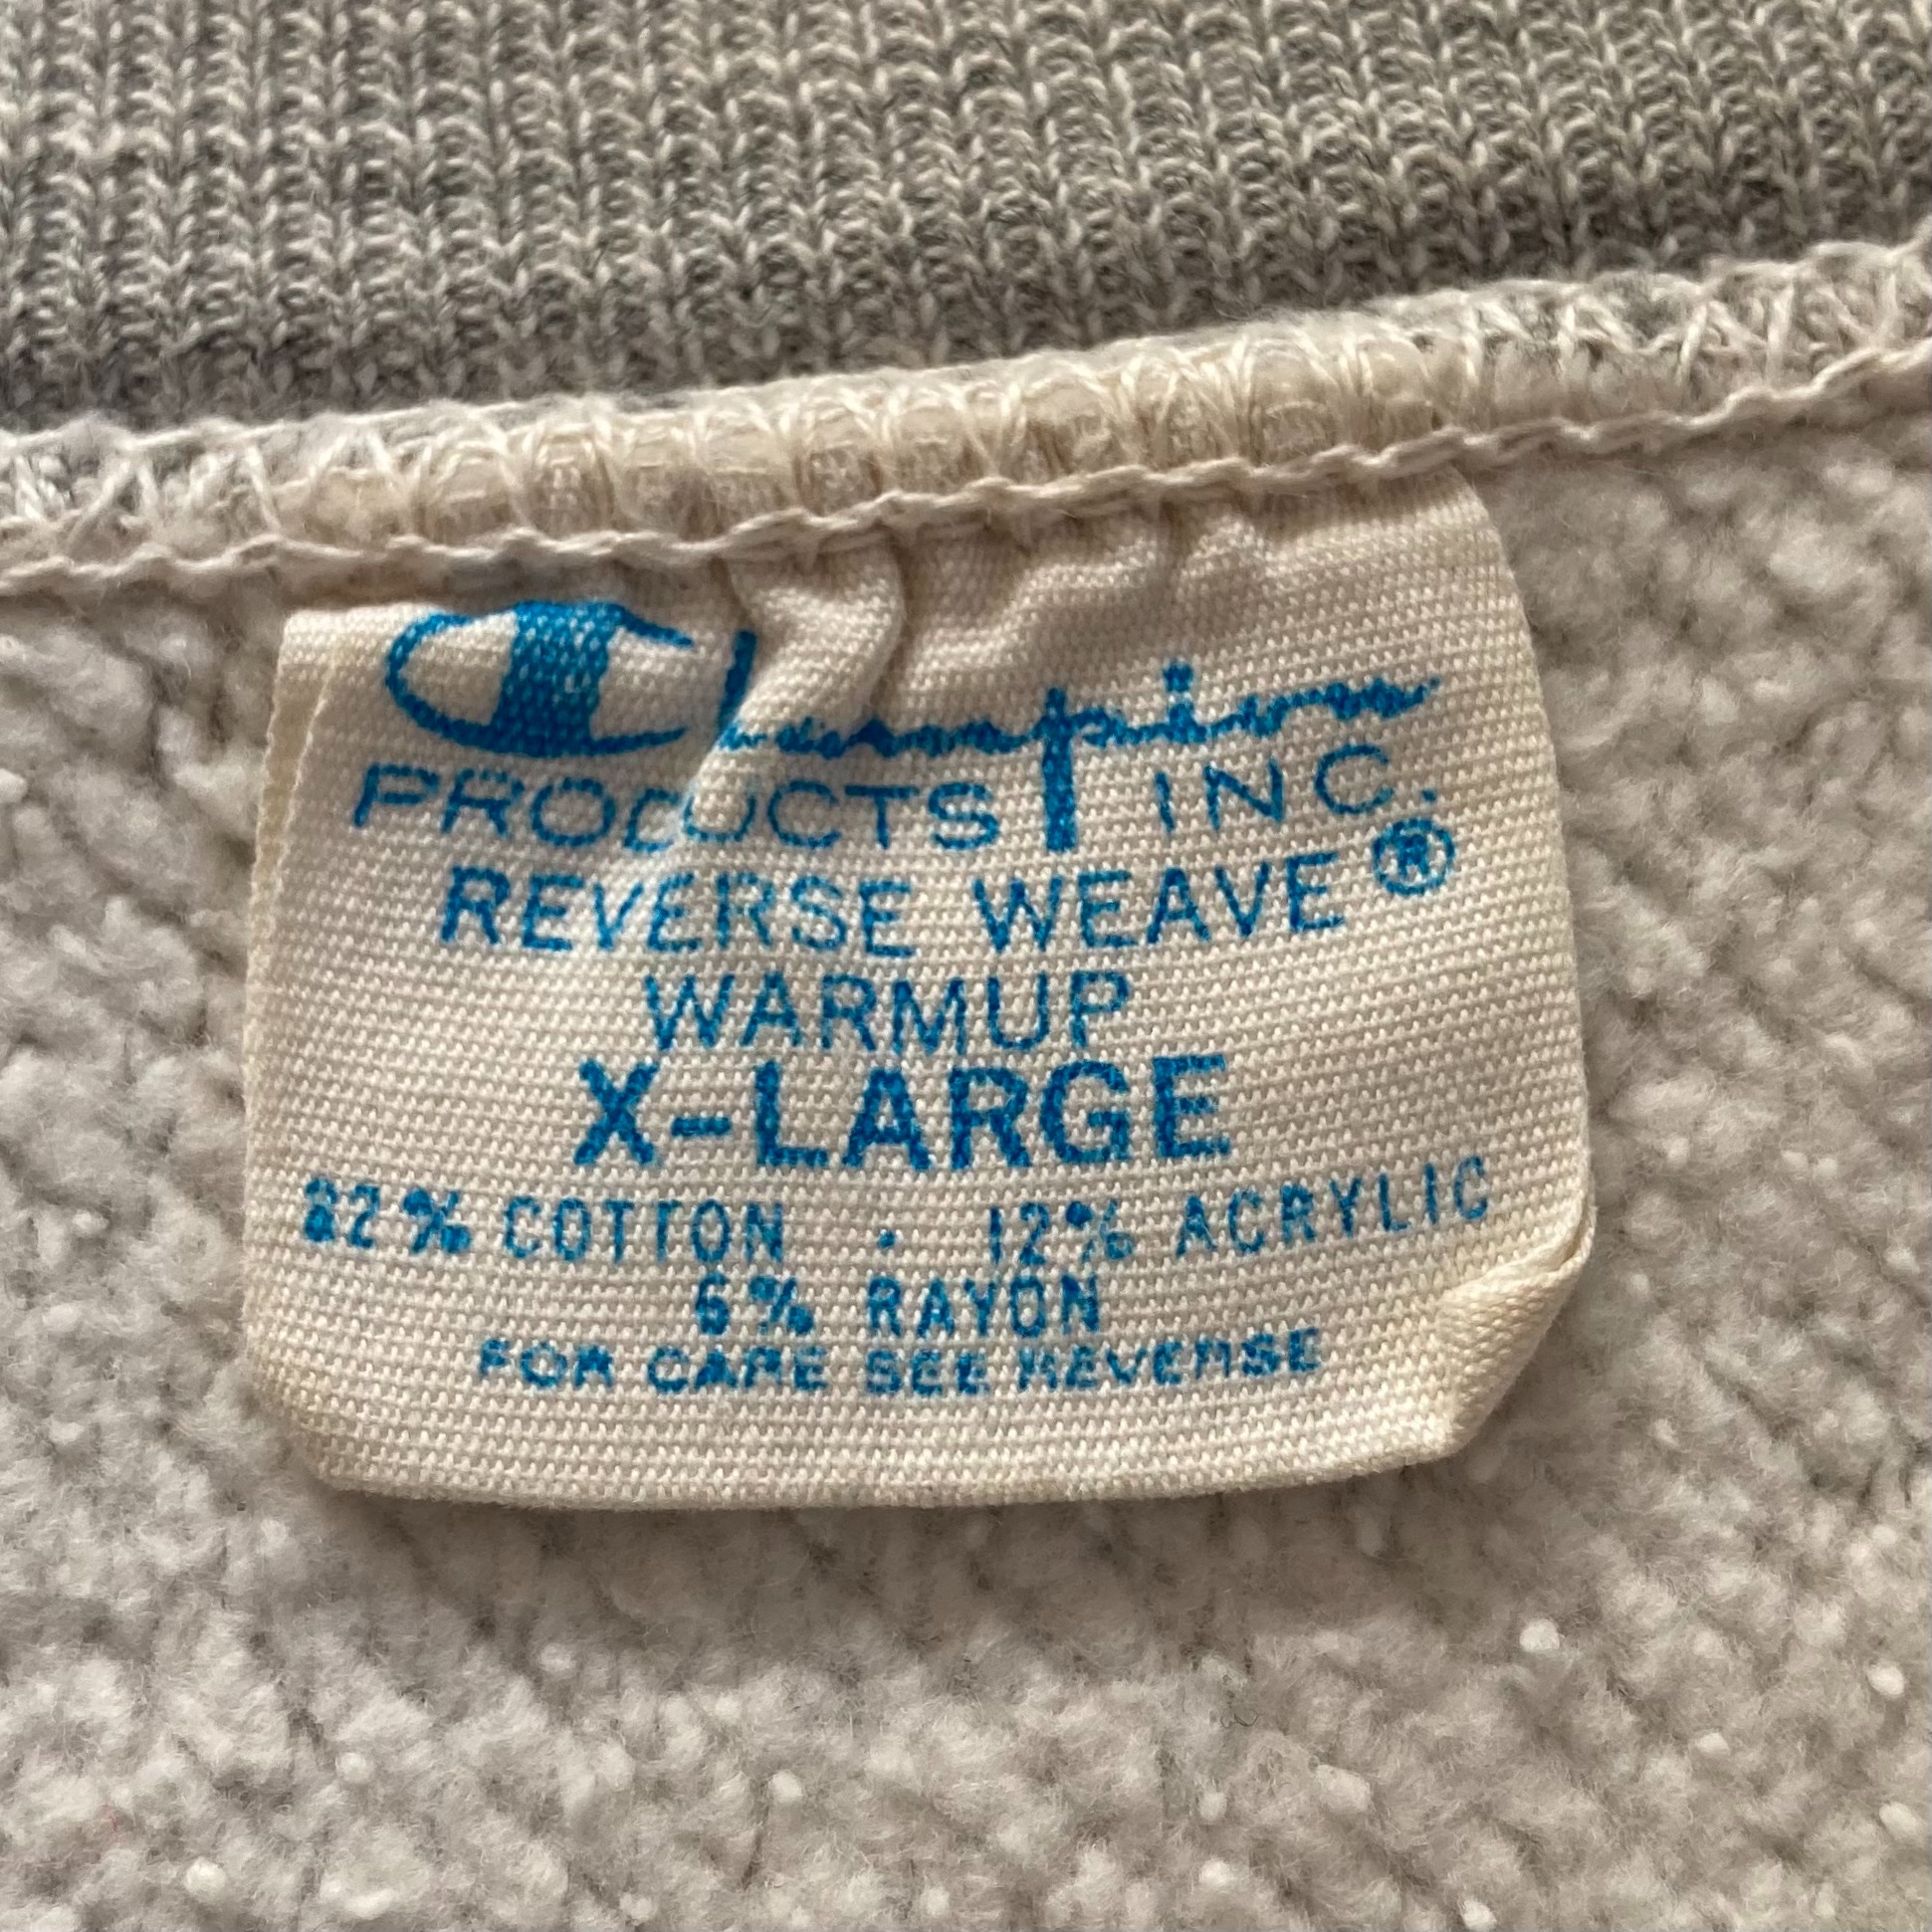 Champion
PRODUCTS INC.
REVERSE WEAVE®
WARMUP
X-LARGE
82% COTTON · 12% ACRYLIC
6% RAYON
FOR CARE SEE REVERSE